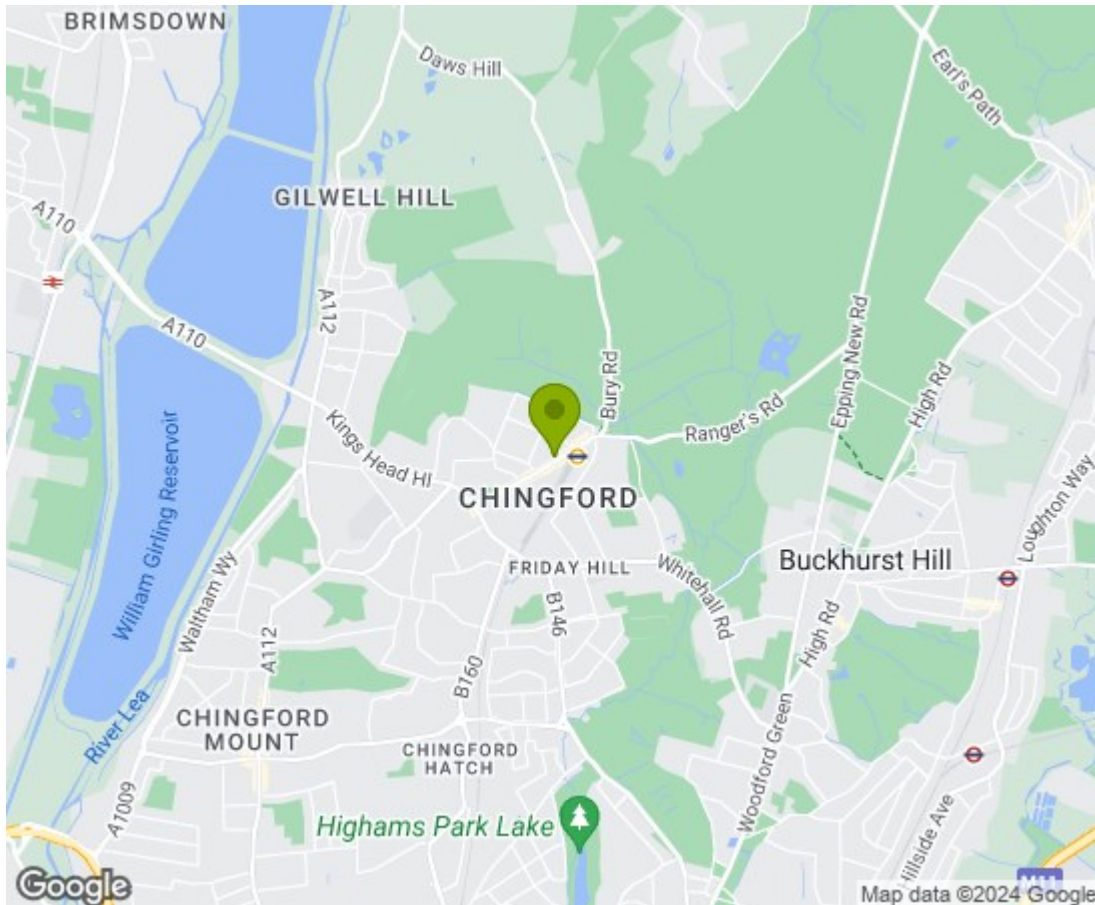 BRIMSDOWN
Daws Hill
Earl's Path
GILWELL HILL
A110
A110
A112
Bury Rd
Epping New Rd
High Rd
Ranger's Rd
Kings Head Hl
William Girling Reservoir
CHINGFORD
Loughton Way
Buckhurst Hill
FRIDAY HILL
Whitehall Rd
Waltham Wy
B146
A112
B160
High Rd
River Lea
CHINGFORD
MOUNT
CHINGFORD
HATCH
Woodford Green
A1009
Highams Park Lake
Hillside Ave
M11
Google
Map data ©2024 Google